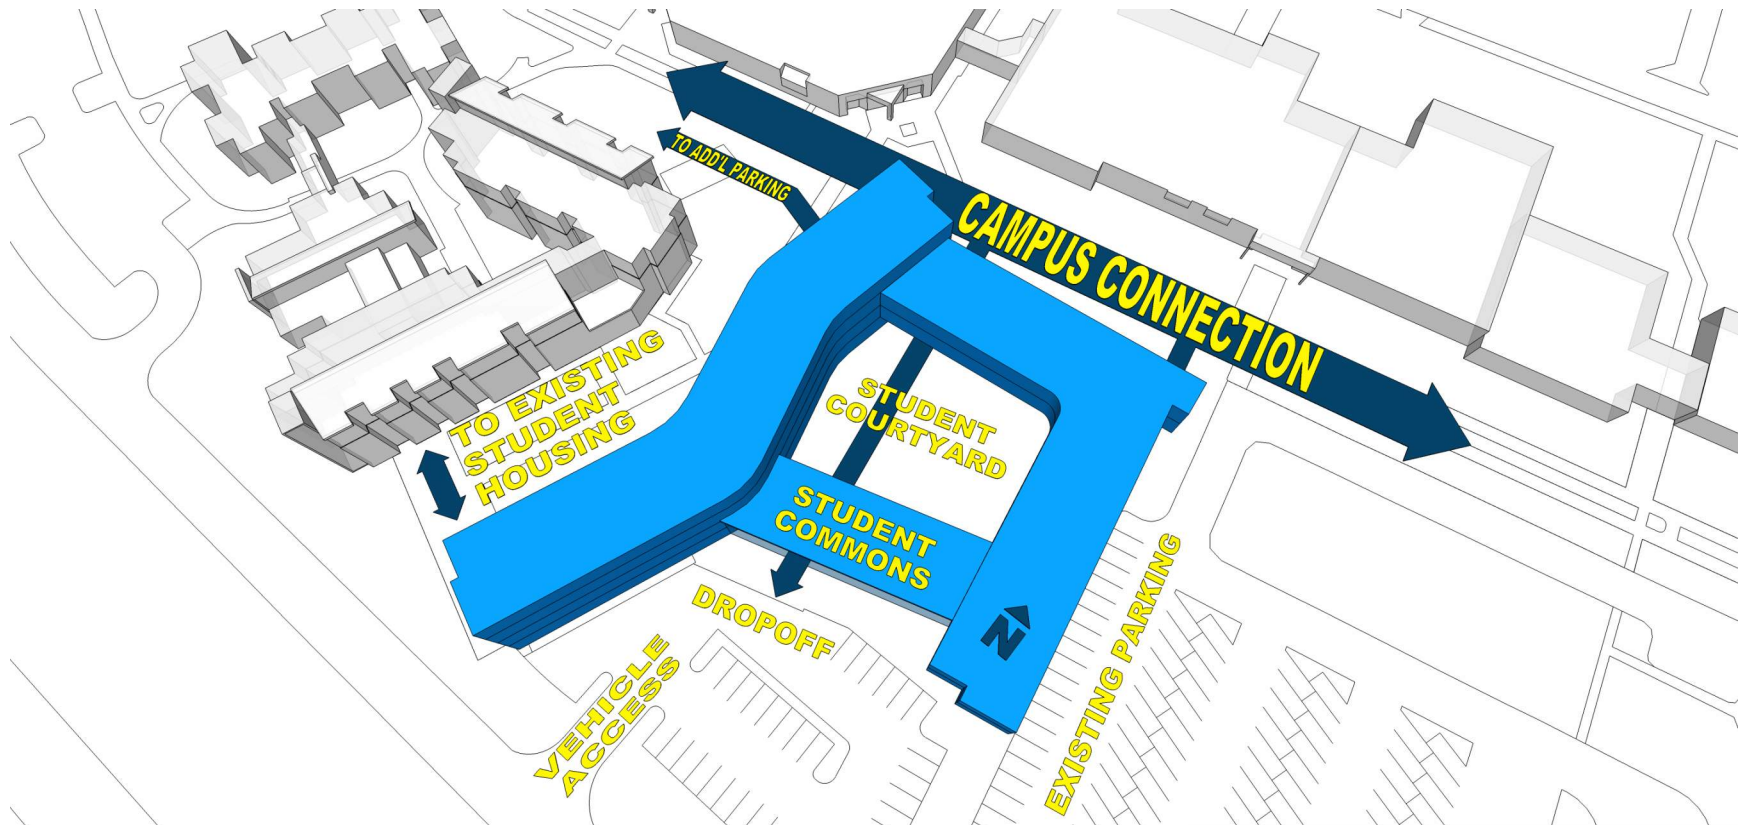 TO ADD'L PARKING
CAMPUS CONNECTION
TO EXISTING
STUDENT
HOUSING
STUDENT
COURTYARD
STUDENT
COMMONS
DROPOFF
VEHICLE
ACCESS
EXISTING PARKING
N